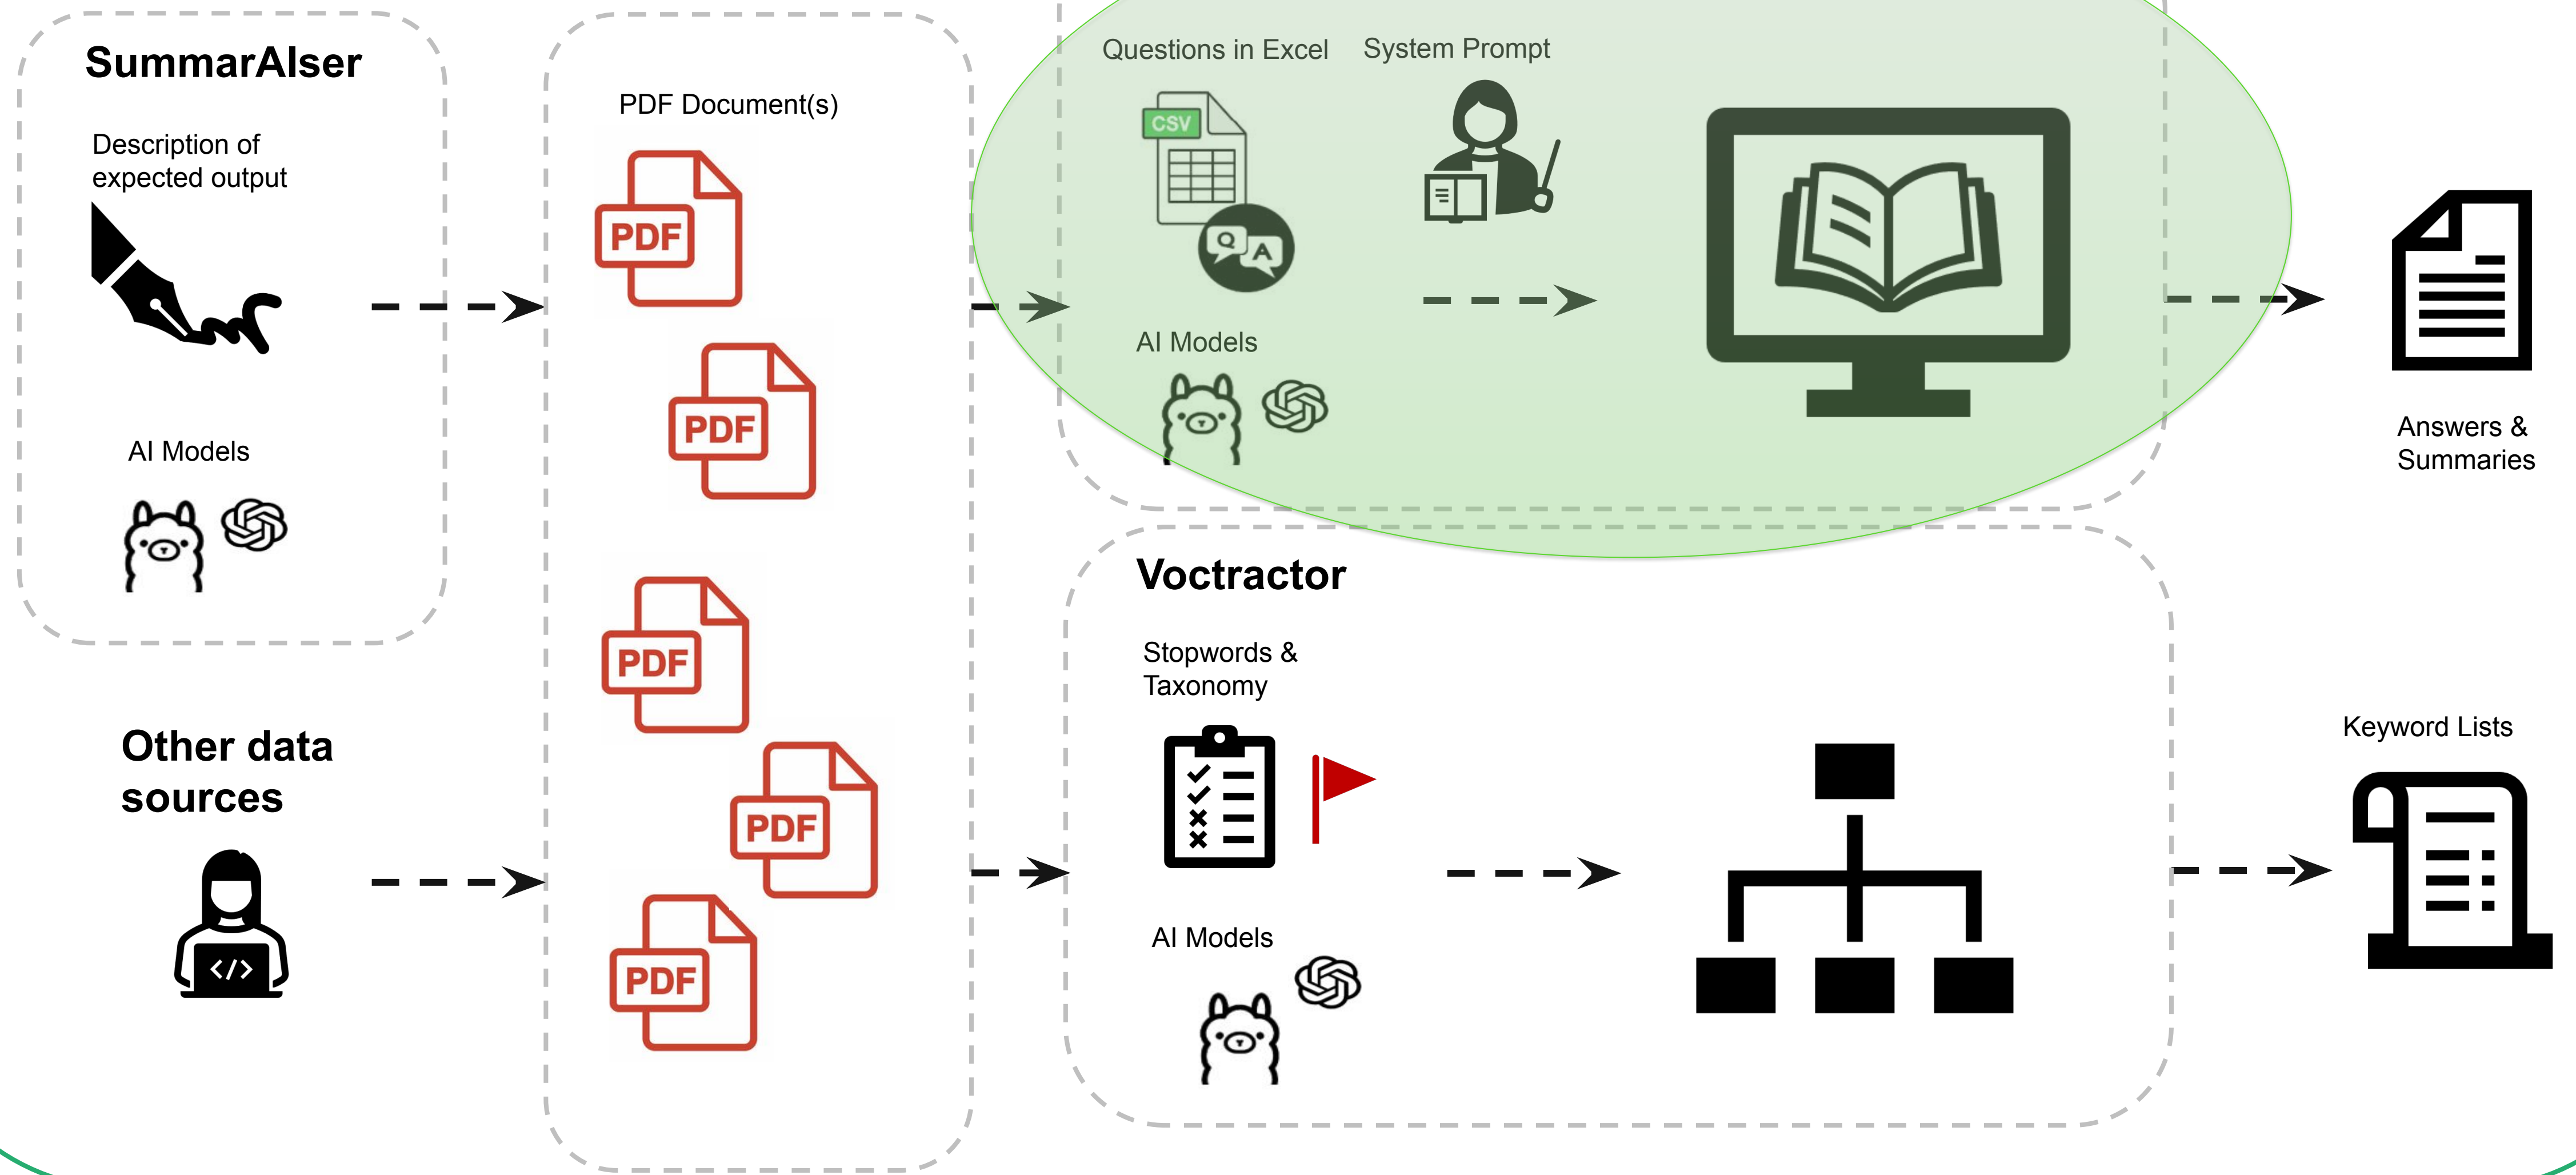 SummarAIser
Description of
expected output
AI Models
Other data
sources
</>
PDF Document(s)
PDF
PDF
PDF
PDF
PDF
Questions in Excel
System Prompt
CSV
Q
A
AI Models
Voctractor
Stopwords &
Taxonomy
AI Models
Answers &
Summaries
Keyword Lists